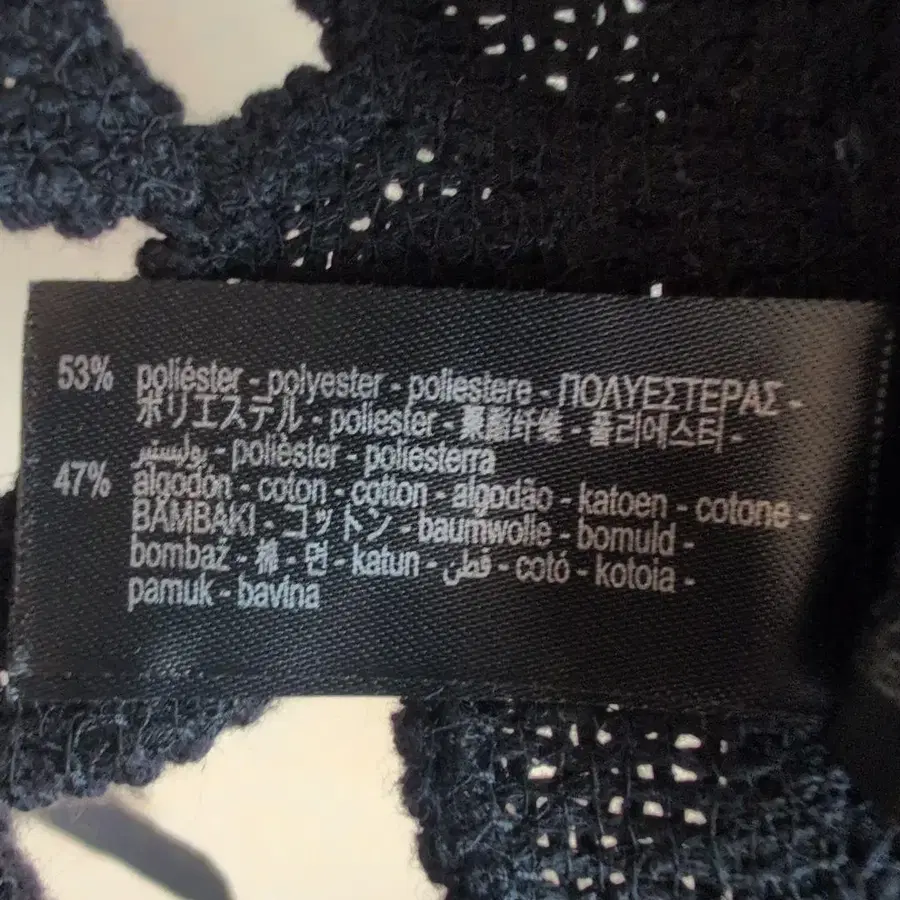 53% poliéster - polyester - poliestere - ΠΟΛΥΕΣΤΕΡΑΣ -
ポリエステル - poliester - 聚酯纤维 - 폴리에스터 -
بوليستير - polièster - poliesterra
47% algodón - coton - cotton - algodão - katoen - cotone -
BAMBAKI - コットン - baumwolle - bomuld -
bombaž - 棉 - 면 - katun - قطن - cotó - kotoia -
pamuk - bavlna